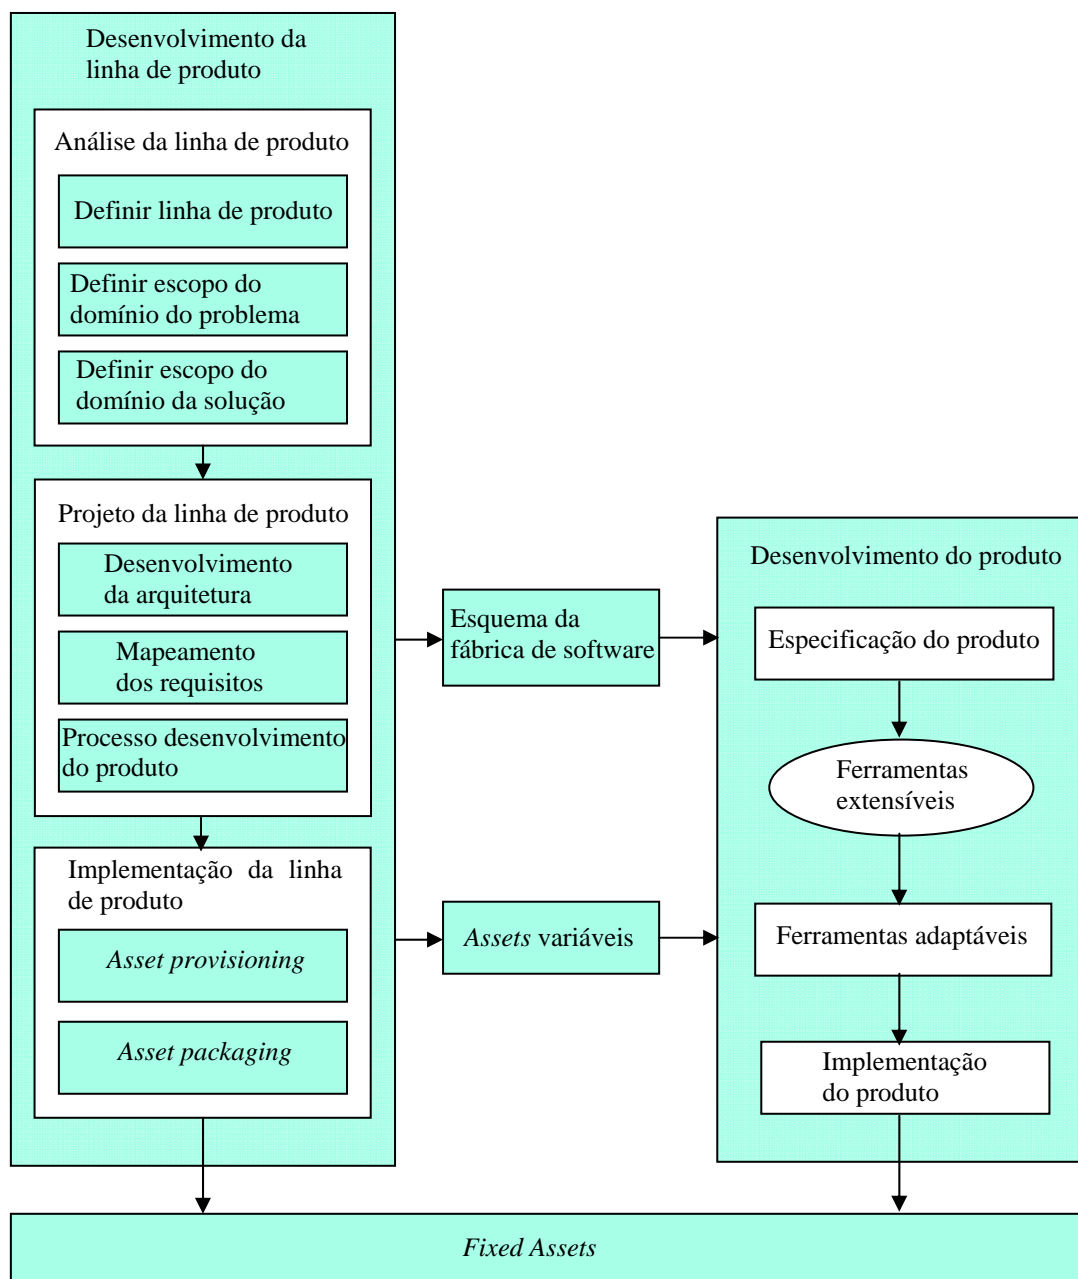 Desenvolvimento da
linha de produto
Análise da linha de produto
Definir linha de produto
Definir escopo do
domínio do problema
Definir escopo do
domínio da solução
Projeto da linha de produto
Desenvolvimento
da arquitetura
Mapeamento
dos requisitos
Processo desenvolvimento
do produto
Implementação da linha
de produto
Asset provisioning
Asset packaging
Esquema da
fábrica de software
Assets variáveis
Desenvolvimento do produto
Especificação do produto
Ferramentas
extensíveis
Ferramentas adaptáveis
Implementação
do produto
Fixed Assets